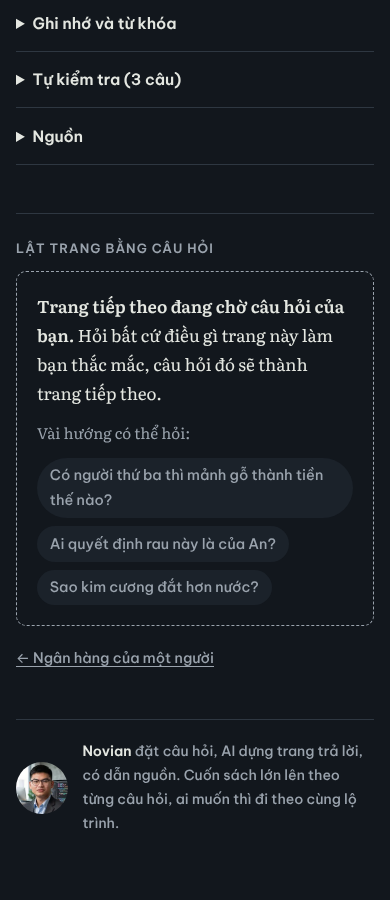 ▶ Ghi nhớ và từ khóa
▶ Tự kiểm tra (3 câu)
▶ Nguồn
LẬT TRANG BẰNG CÂU HỎI
Trang tiếp theo đang chờ câu hỏi của
bạn. Hỏi bất cứ điều gì trang này làm
bạn thắc mắc, câu hỏi đó sẽ thành
trang tiếp theo.
Vài hướng có thể hỏi:
Có người thứ ba thì mảnh gỗ thành tiền
thế nào?
Ai quyết định rau này là của An?
Sao kim cương đắt hơn nước?
← Ngân hàng của một người
Novian đặt câu hỏi, AI dựng trang trả lời,
có dẫn nguồn. Cuốn sách lớn lên theo
từng câu hỏi, ai muốn thì đi theo cùng lộ
trình.